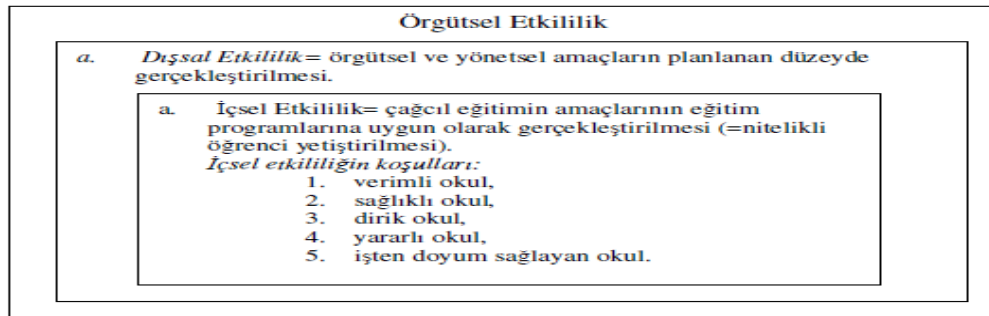 Örgütsel Etkililik
a. Dışsal Etkililik= örgütsel ve yönetsel amaçların planlanan düzeyde
gerçekleştirilmesi.
a. İçsel Etkililik= çağcıl eğitimin amaçlarının eğitim
programlarına uygun olarak gerçekleştirilmesi (=nitelikli
öğrenci yetiştirilmesi).
İçsel etkililiğin koşulları:
1. verimli okul,
2. sağlıklı okul,
3. dirik okul,
4. yararlı okul,
5. işten doyum sağlayan okul.